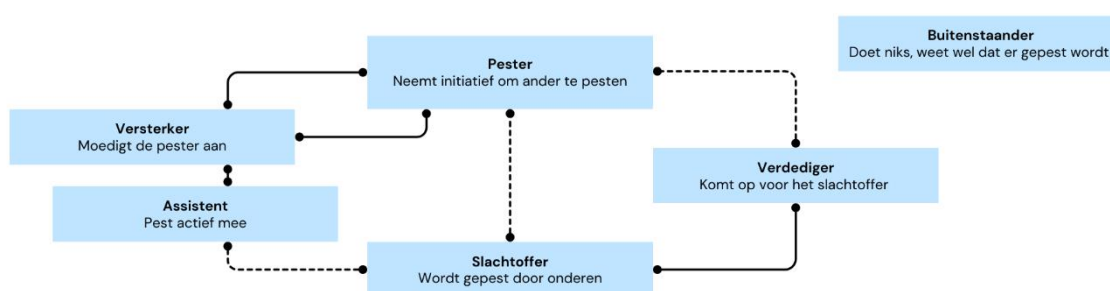 Buitenstaander
Doet niks, weet wel dat er gepest wordt
Pester
Neemt initiatief om ander te pesten
Versterker
Moedigt de pester aan
Verdediger
Komt op voor het slachtoffer
Assistent
Pest actief mee
Slachtoffer
Wordt gepest door onderen